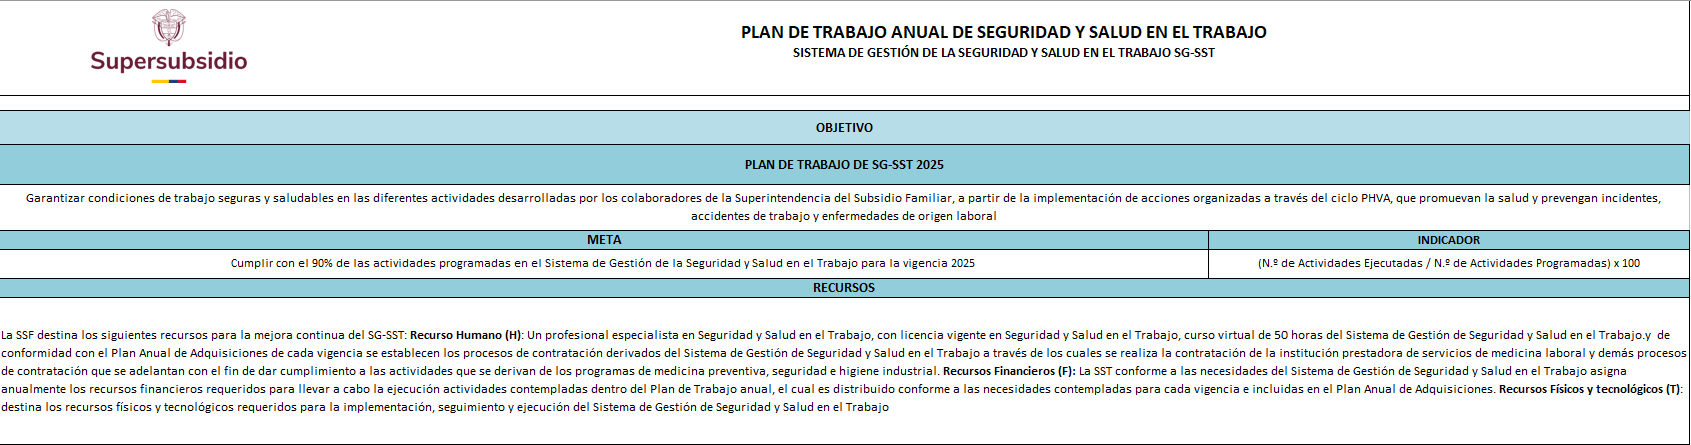 Supersubsidio
PLAN DE TRABAJO ANUAL DE SEGURIDAD Y SALUD EN EL TRABAJO
SISTEMA DE GESTIÓN DE LA SEGURIDAD Y SALUD EN EL TRABAJO SG-SST
OBJETIVO
PLAN DE TRABAJO DE SG-SST 2025
Garantizar condiciones de trabajo seguras y saludables en las diferentes actividades desarrolladas por los colaboradores de la Superintendencia del Subsidio Familiar, a partir de la implementación de acciones organizadas a través del ciclo PHVA, que promuevan la salud y prevengan incidentes,
accidentes de trabajo y enfermedades de origen laboral
META
INDICADOR
Cumplir con el 90% de las actividades programadas en el Sistema de Gestión de la Seguridad y Salud en el Trabajo para la vigencia 2025
(N.º de Actividades Ejecutadas / N.º de Actividades Programadas) x 100
RECURSOS
La SSF destina los siguientes recursos para la mejora continua del SG-SST: Recurso Humano (H): Un profesional especialista en Seguridad y Salud en el Trabajo, con licencia vigente en Seguridad y Salud en el Trabajo, curso virtual de 50 horas del Sistema de Gestión de Seguridad y Salud en el Trabajo.y de
conformidad con el Plan Anual de Adquisiciones de cada vigencia se establecen los procesos de contratación derivados del Sistema de Gestión de Seguridad y Salud en el Trabajo a través de los cuales se realiza la contratación de la institución prestadora de servicios de medicina laboral y demás procesos
de contratación que se adelantan con el fin de dar cumplimiento a las actividades que se derivan de los programas de medicina preventiva, seguridad e higiene industrial. Recursos Financieros (F): La SST conforme a las necesidades del Sistema de Gestión de Seguridad y Salud en el Trabajo asigna
anualmente los recursos financieros requeridos para llevar a cabo la ejecución actividades contempladas dentro del Plan de Trabajo anual, el cual es distribuido conforme a las necesidades contempladas para cada vigencia e incluidas en el Plan Anual de Adquisiciones. Recursos Físicos y tecnológicos (T):
destina los recursos físicos y tecnológicos requeridos para la implementación, seguimiento y ejecución del Sistema de Gestión de Seguridad y Salud en el Trabajo